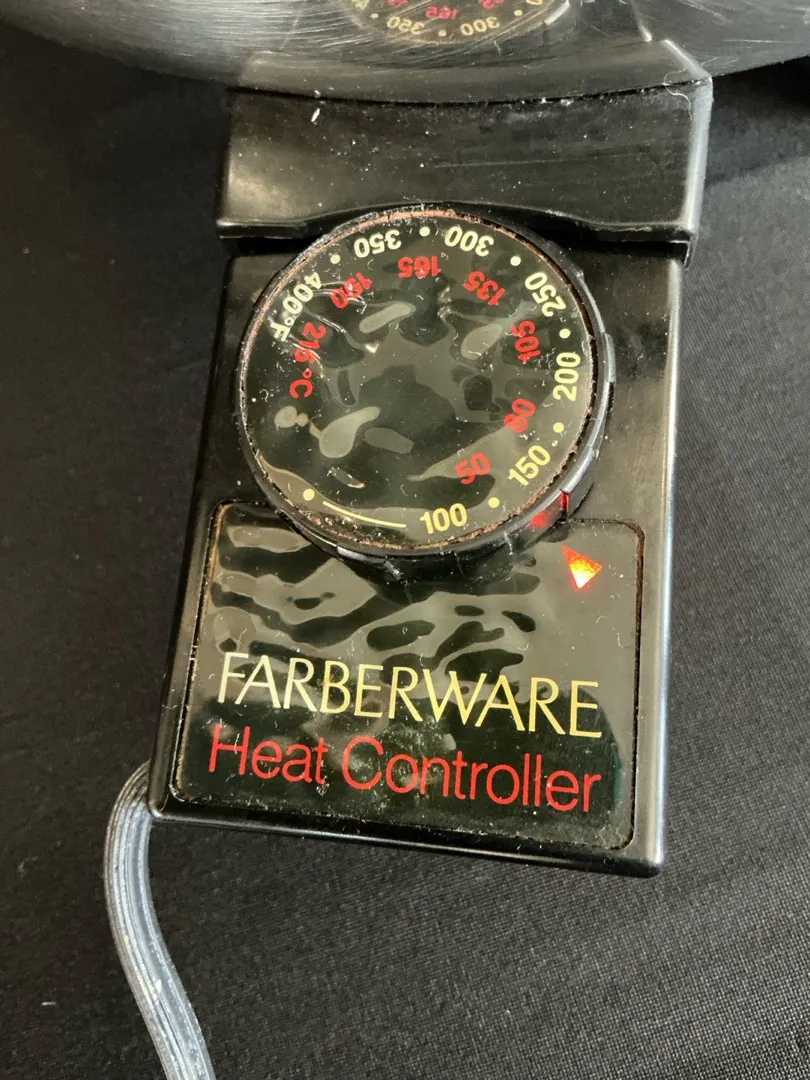 100 • 150 • 200 • 250 • 300 • 350 • 400°F
50 80 105 135 165 190 215°C
FARBERWARE
Heat Controller